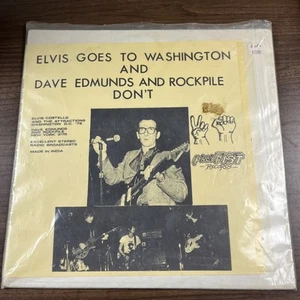 ELVIS GOES TO WASHINGTON
AND
DAVE EDMUNDS AND ROCKPILE
DON'T
ELVIS COSTELLO
AND THE ATTRACTIONS
WASHINGTON D.C. '78
DAVE EDMUNDS
AND ROCKPILE
NEW YORK
EXCELLENT STEREO
RADIO BROADCASTS
MADE IN INDIA